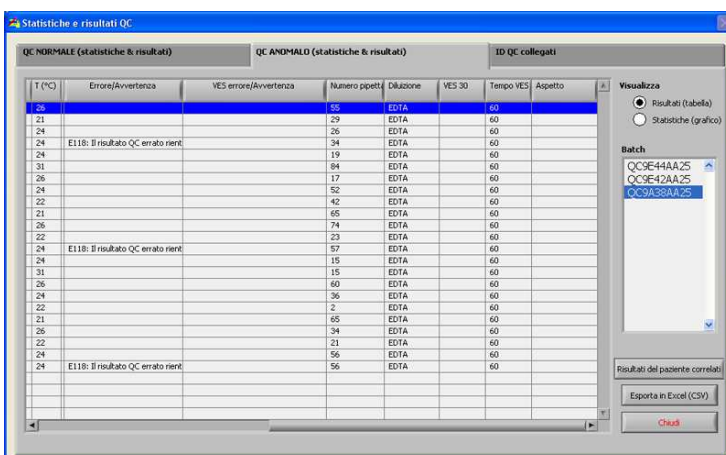 Statistiche e risultati QC
QC NORMALE (statistiche & risultati) QC ANOMALO (statistiche & risultati) ID QC collegati
T (°C) Errore/Avvertenza VES errore/Avvertenza Numero pipetta Diluizione VES 30 Tempo VES Aspetto
26 55 EDTA 60
21 29 EDTA 60
24 26 EDTA 60
24 E118: Il risultato QC errato rient 34 EDTA 60
24 19 EDTA 60
31 84 EDTA 60
26 17 EDTA 60
24 52 EDTA 60
22 42 EDTA 60
21 65 EDTA 60
26 74 EDTA 60
22 23 EDTA 60
24 E118: Il risultato QC errato rient 57 EDTA 60
24 15 EDTA 60
31 15 EDTA 60
26 60 EDTA 60
24 36 EDTA 60
22 2 EDTA 60
21 65 EDTA 60
26 34 EDTA 60
22 21 EDTA 60
24 56 EDTA 60
24 E118: Il risultato QC errato rient 56 EDTA 60
Visualizza
Risultati (tabella)
Statistiche (grafico)
Batch
QC9E44AA25
QC9E42AA25
QC9A38AA25
Risultati del paziente correlati
Esporta in Excel (CSV)
Chiudi